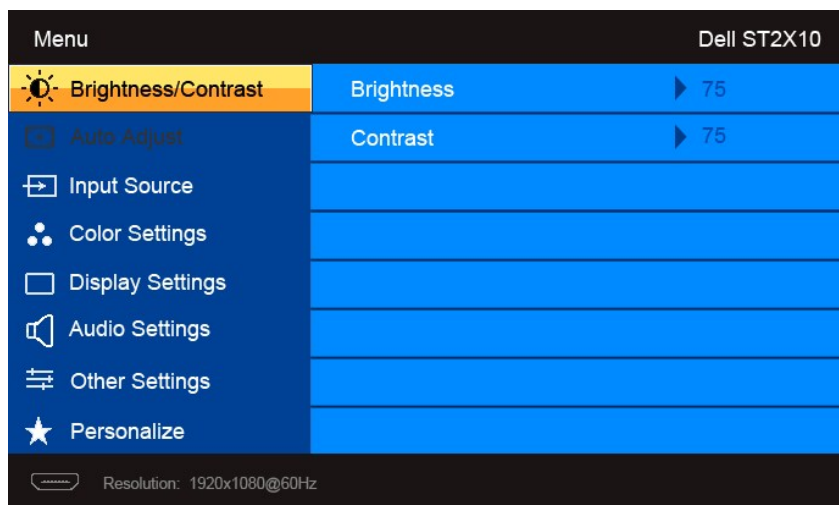 Menu Dell ST2X10
Brightness/Contrast Brightness 75
Auto Adjust Contrast 75
Input Source
Color Settings
Display Settings
Audio Settings
Other Settings
Personalize
Resolution: 1920x1080@60Hz